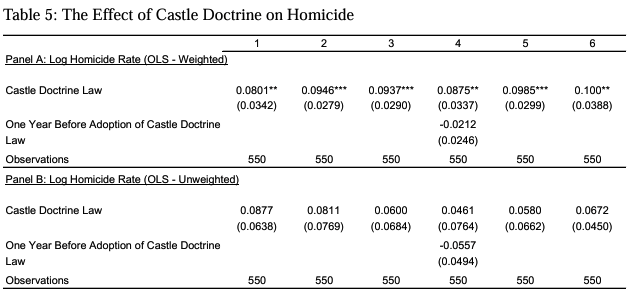 Table 5: The Effect of Castle Doctrine on Homicide
1 2 3 4 5 6
Panel A: Log Homicide Rate (OLS - Weighted)
Castle Doctrine Law 0.0801** 0.0946*** 0.0937*** 0.0875** 0.0985*** 0.100**
(0.0342) (0.0279) (0.0290) (0.0337) (0.0299) (0.0388)
One Year Before Adoption of Castle Doctrine -0.0212
Law (0.0246)
Observations 550 550 550 550 550 550
Panel B: Log Homicide Rate (OLS - Unweighted)
Castle Doctrine Law 0.0877 0.0811 0.0600 0.0461 0.0580 0.0672
(0.0638) (0.0769) (0.0684) (0.0764) (0.0662) (0.0450)
One Year Before Adoption of Castle Doctrine -0.0557
Law (0.0494)
Observations 550 550 550 550 550 550